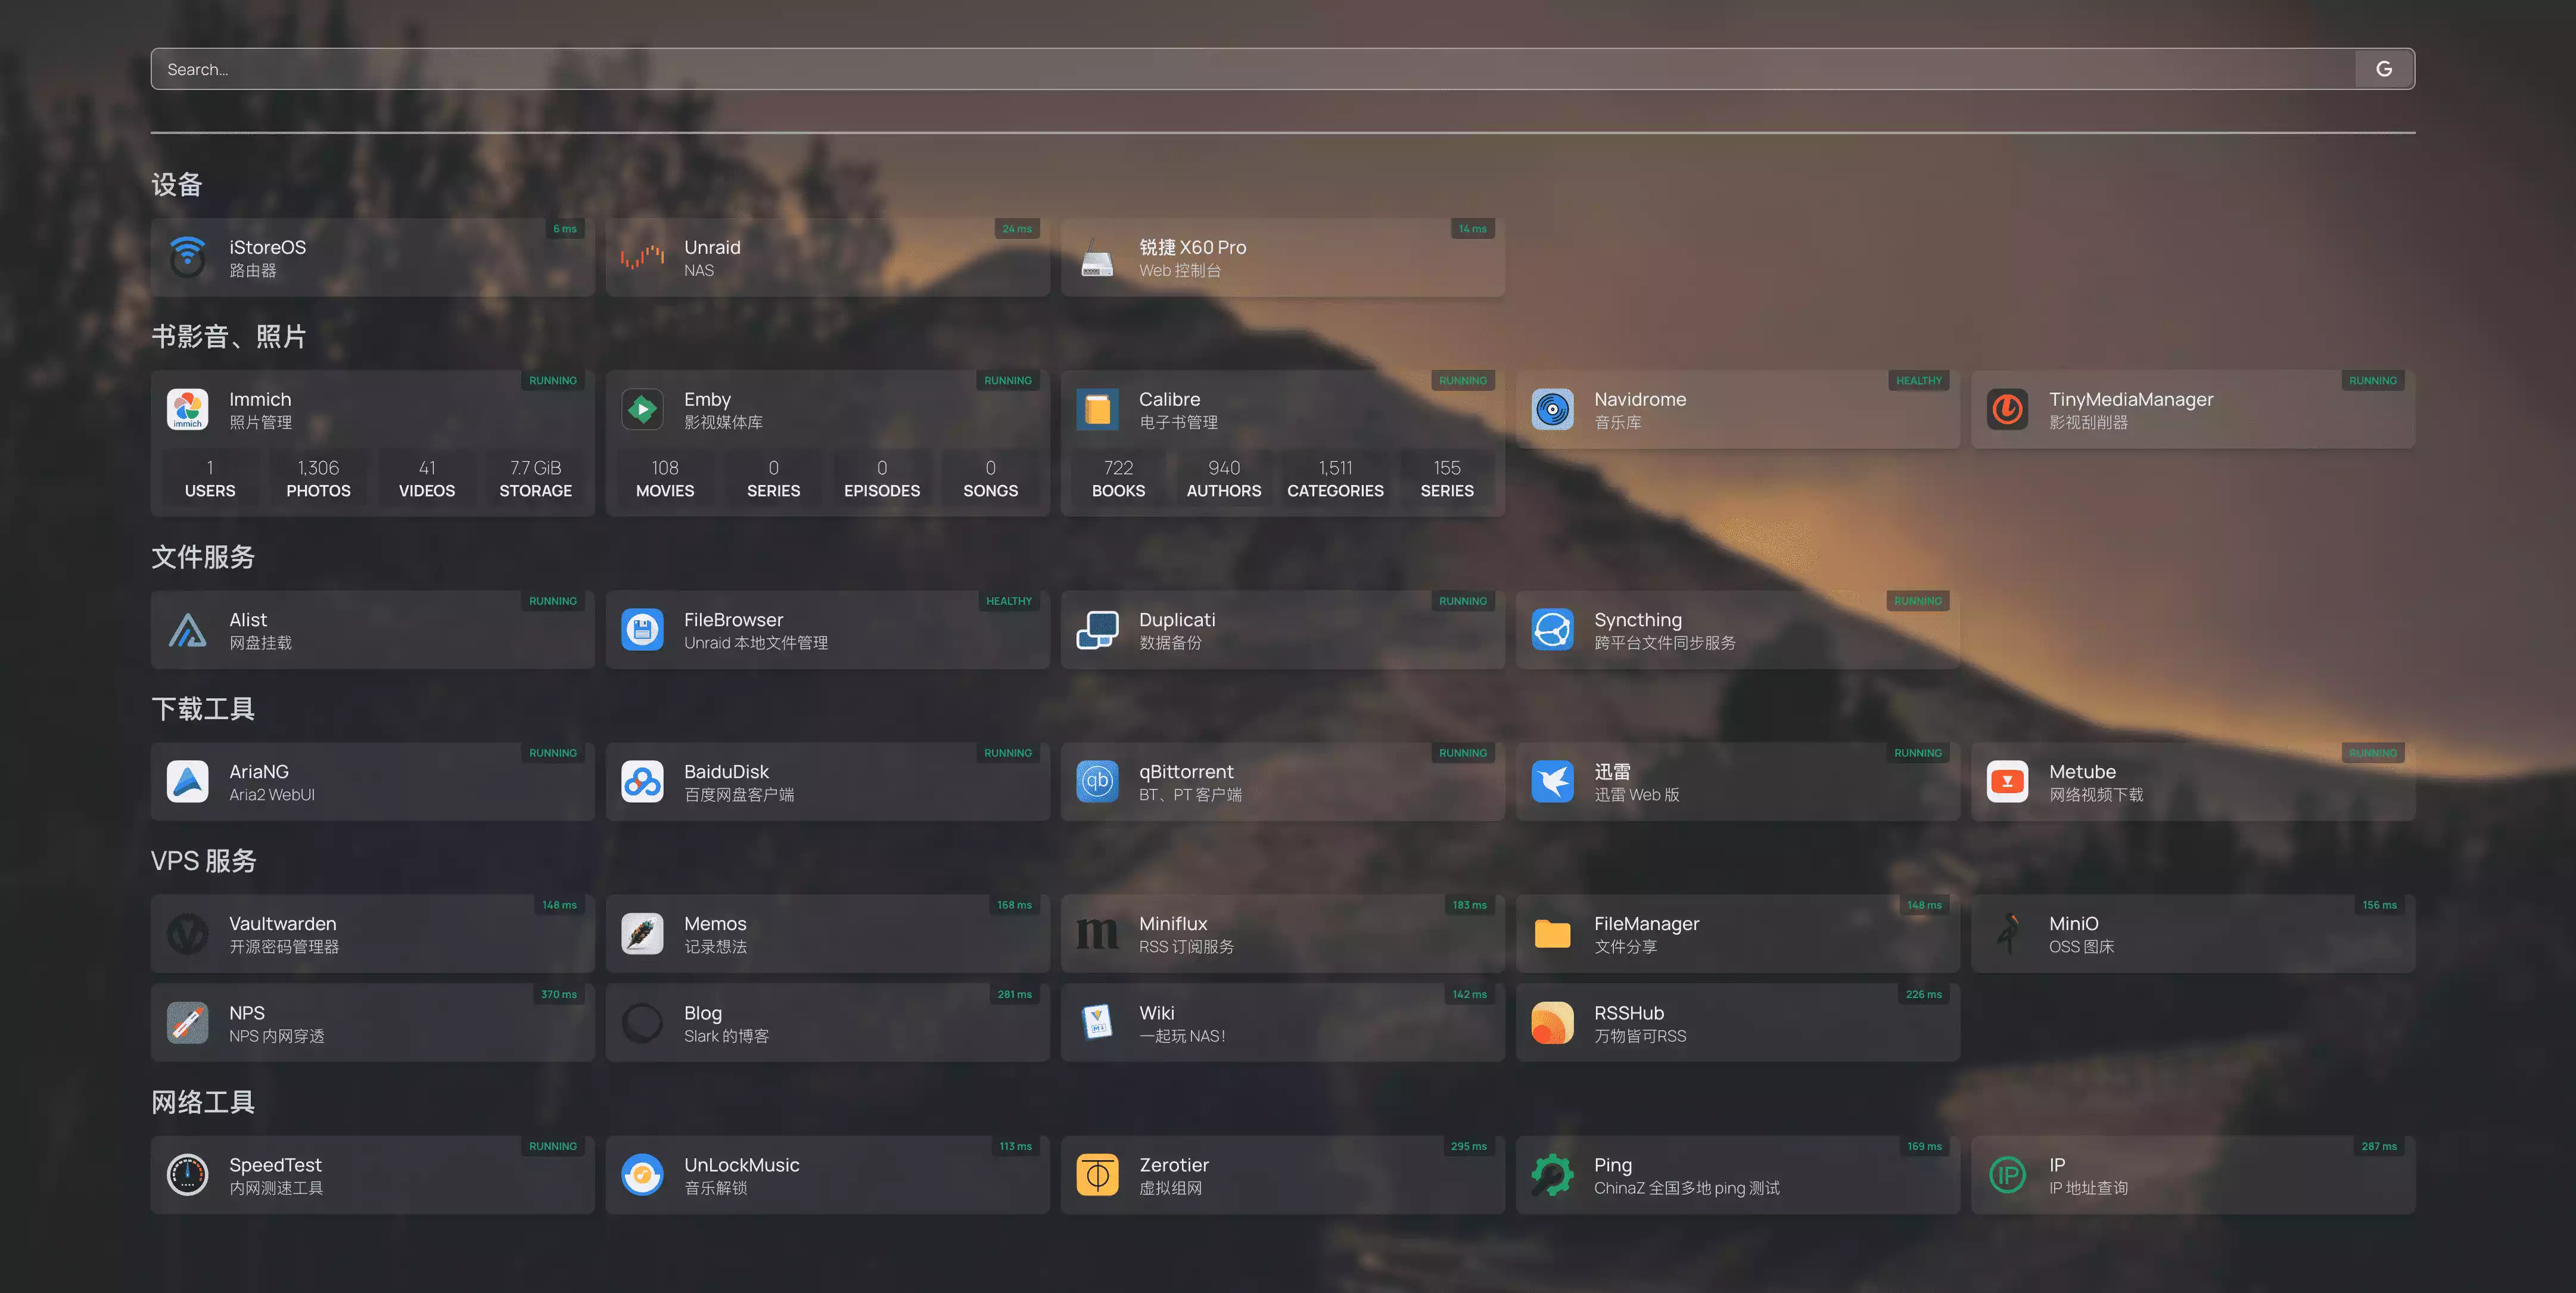 Search...
G
设备
iStoreOS
路由器
6 ms
Unraid
NAS
24 ms
锐捷 X60 Pro
Web 控制台
14 ms
书影音、照片
immich
Immich
照片管理
RUNNING
1
USERS
1,306
PHOTOS
41
VIDEOS
7.7 GiB
STORAGE
Emby
影视媒体库
RUNNING
108
MOVIES
0
SERIES
0
EPISODES
0
SONGS
Calibre
电子书管理
RUNNING
722
BOOKS
940
AUTHORS
1,511
CATEGORIES
155
SERIES
Navidrome
音乐库
HEALTHY
TinyMediaManager
影视刮削器
RUNNING
文件服务
Alist
网盘挂载
RUNNING
FileBrowser
Unraid 本地文件管理
HEALTHY
Duplicati
数据备份
RUNNING
Syncthing
跨平台文件同步服务
RUNNING
下载工具
AriaNG
Aria2 WebUI
RUNNING
BaiduDisk
百度网盘客户端
RUNNING
qb
qBittorrent
BT、PT 客户端
RUNNING
迅雷
迅雷 Web 版
RUNNING
Metube
网络视频下载
RUNNING
VPS 服务
Vaultwarden
开源密码管理器
148 ms
Memos
记录想法
168 ms
m
Miniflux
RSS 订阅服务
183 ms
FileManager
文件分享
148 ms
MiniO
OSS 图床
156 ms
NPS
NPS 内网穿透
370 ms
Blog
Slark 的博客
281 ms
Wiki
一起玩 NAS！
142 ms
RSSHub
万物皆可RSS
226 ms
网络工具
SpeedTest
内网测速工具
RUNNING
UnLockMusic
音乐解锁
113 ms
Zerotier
虚拟组网
295 ms
Ping
ChinaZ 全国多地 ping 测试
169 ms
IP
IP
IP 地址查询
287 ms